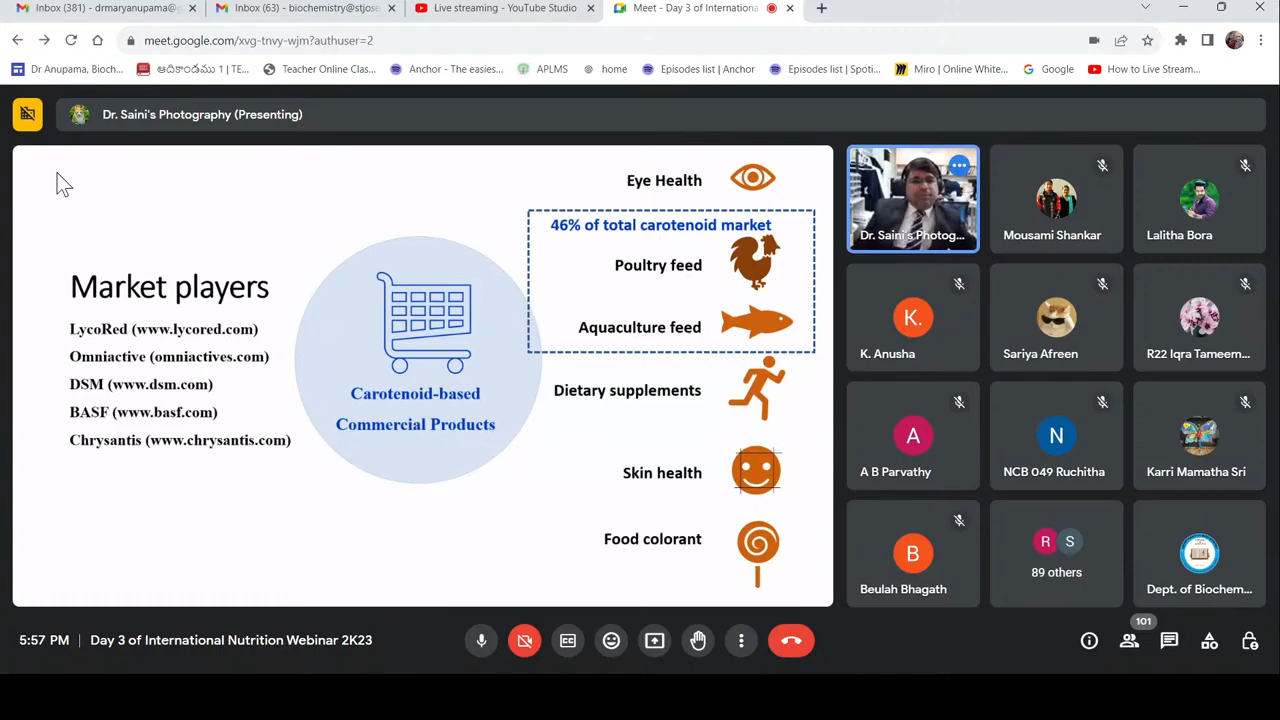 Inbox (381) - drmaryanupama@g
Inbox (63) - biochemistry@stjose
Live streaming - YouTube Studio
Meet - Day 3 of International
meet.google.com/xvg-tnvy-wjm?authuser=2
Dr Anupama, Bioch...
ఆదికాండము 1 | TE...
Teacher Online Clas...
Anchor - The easies...
APLMS
home
Episodes list | Anchor
Episodes list | Spoti...
Miro | Online White...
Google
How to Live Stream...
Dr. Saini's Photography (Presenting)
Market players
LycoRed (www.lycored.com)
Omniactive (omniactives.com)
DSM (www.dsm.com)
BASF (www.basf.com)
Chrysantis (www.chrysantis.com)
Carotenoid-based
Commercial Products
Eye Health
46% of total carotenoid market
Poultry feed
Aquaculture feed
Dietary supplements
Skin health
Food colorant
Dr. Saini's Photog...
Mousami Shankar
Lalitha Bora
K.
K. Anusha
Sariya Afreen
R22 Iqra Tameem...
A
A B Parvathy
N
NCB 049 Ruchitha
Karri Mamatha Sri
B
Beulah Bhagath
R S
89 others
Dept. of Biochem...
5:57 PM Day 3 of International Nutrition Webinar 2K23
101